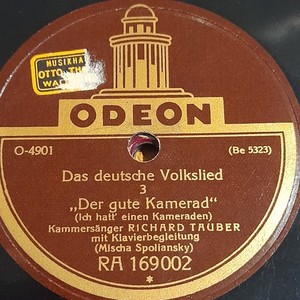 MUSIKHA
OTTO TH
WA
ODEON
O-4901
(Be 5323)
Das deutsche Volkslied
3
„Der gute Kamerad“
(Ich hatt' einen Kameraden)
Kammersänger RICHARD TAUBER
mit Klavierbegleitung
(Mischa Spoliansky)
RA 169002
*